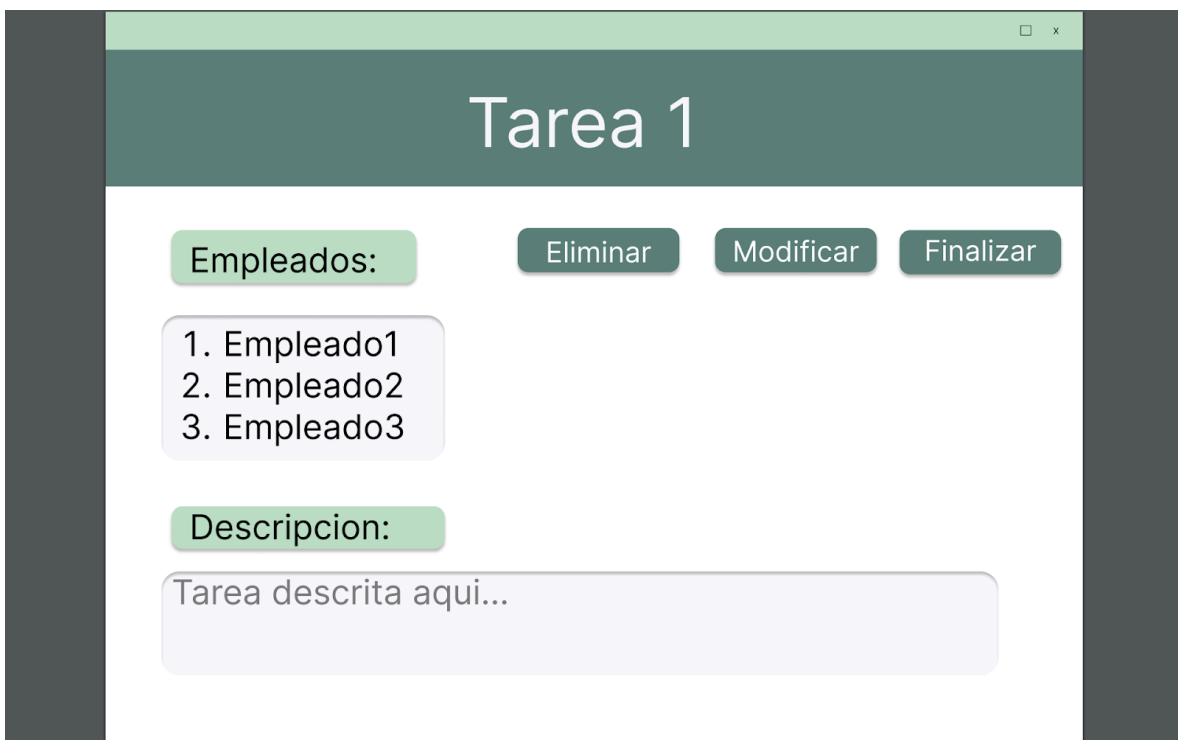 x
Tarea 1
Empleados:
Eliminar
Modificar
Finalizar
1. Empleado1
2. Empleado2
3. Empleado3
Descripcion:
Tarea descrita aqui...